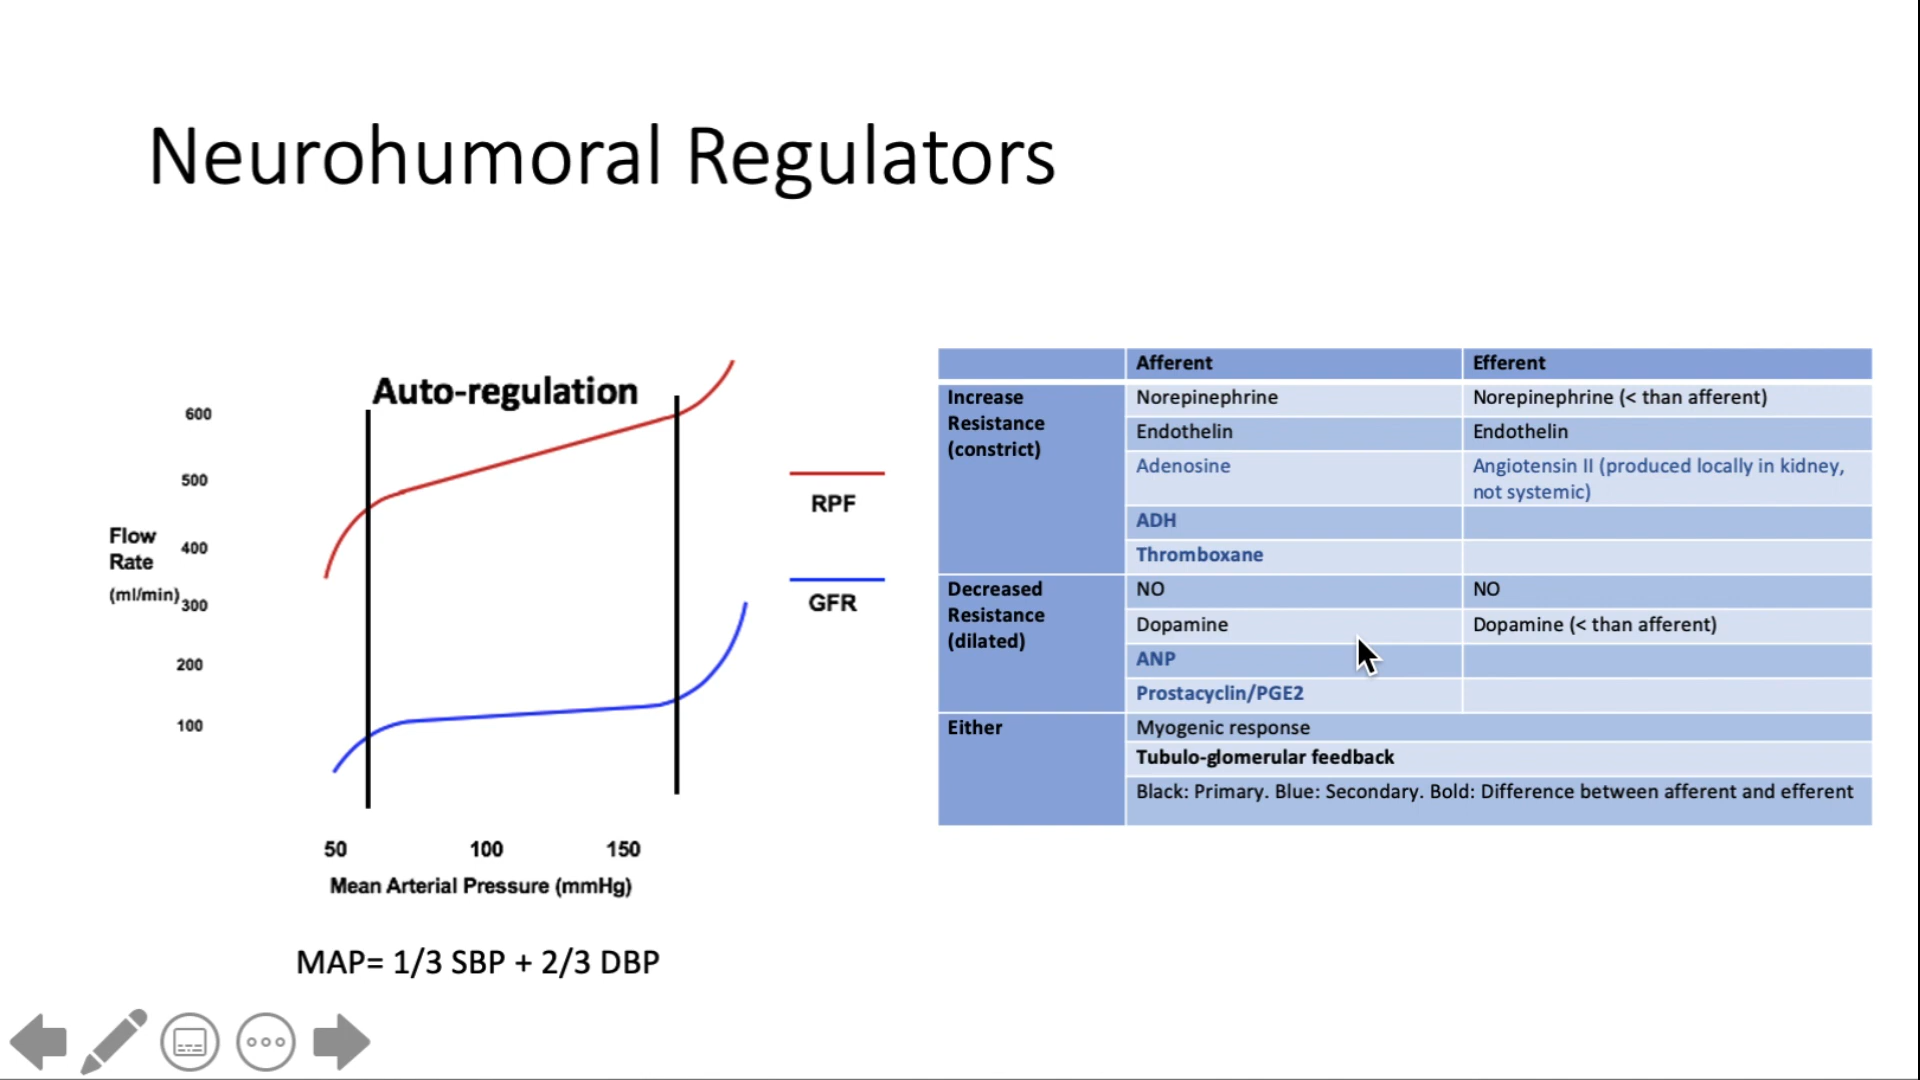 Neurohumoral Regulators
Auto-regulation
600
500
Flow
Rate
(ml/min)
400
300
200
100
RPF
GFR
50 100 150
Mean Arterial Pressure (mmHg)
MAP= 1/3 SBP + 2/3 DBP
Afferent Efferent
Increase
Resistance
(constrict)
Norepinephrine Norepinephrine (< than afferent)
Endothelin Endothelin
Adenosine Angiotensin II (produced locally in kidney,
not systemic)
ADH
Thromboxane
Decreased
Resistance
(dilated)
NO NO
Dopamine Dopamine (< than afferent)
ANP
Prostacyclin/PGE2
Either Myogenic response
Tubulo-glomerular feedback
Black: Primary. Blue: Secondary. Bold: Difference between afferent and efferent